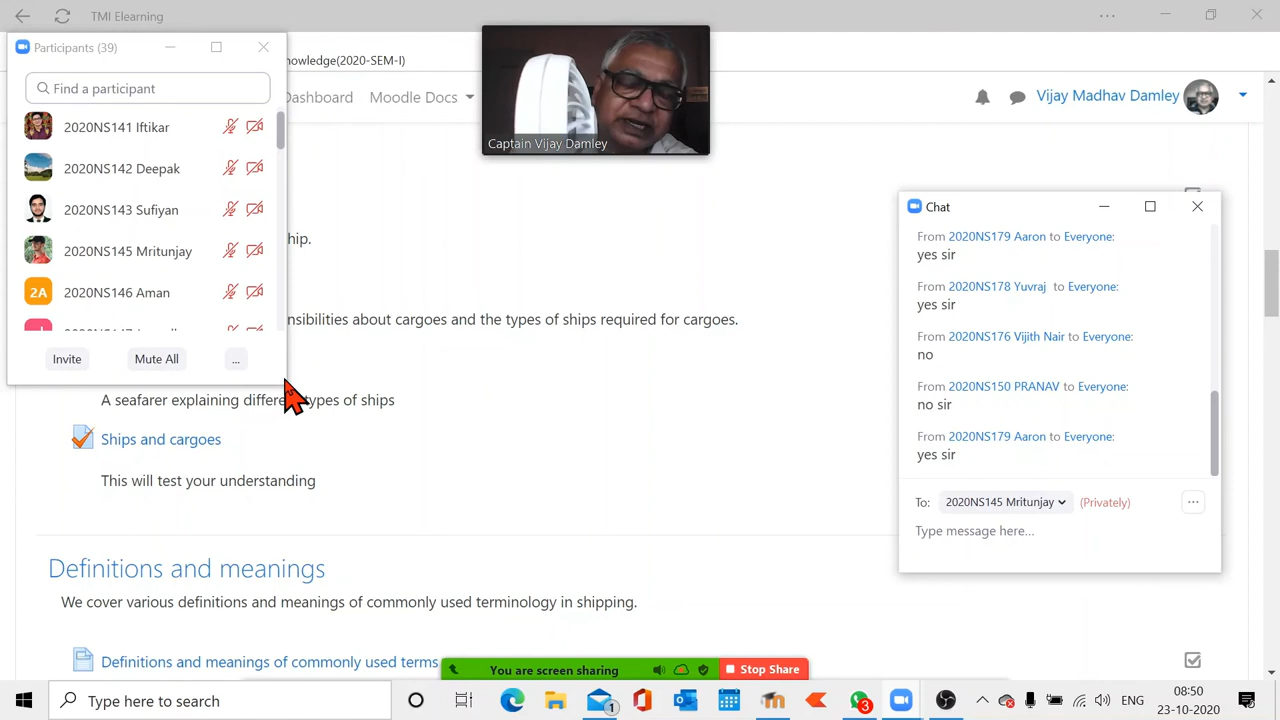 TMI Elearning
Participants (39)
Find a participant
2020NS141 Iftikar
2020NS142 Deepak
2020NS143 Sufiyan
2020NS145 Mritunjay
2020NS146 Aman
Invite
Mute All
...
nowledge(2020-SEM-I)
Dashboard
Moodle Docs
Captain Vijay Damley
Vijay Madhav Damley
hip.
nsibilities about cargoes and the types of ships required for cargoes.
A seafarer explaining different types of ships
Ships and cargoes
This will test your understanding
Definitions and meanings
We cover various definitions and meanings of commonly used terminology in shipping.
Definitions and meanings of commonly used terms
Chat
From 2020NS179 Aaron to Everyone:
yes sir
From 2020NS178 Yuvraj to Everyone:
yes sir
From 2020NS176 Vijith Nair to Everyone:
no
From 2020NS150 PRANAV to Everyone:
no sir
From 2020NS179 Aaron to Everyone:
yes sir
To: 2020NS145 Mritunjay (Privately)
...
Type message here...
You are screen sharing
Stop Share
Type here to search
1
3
ENG
08:50
23-10-2020